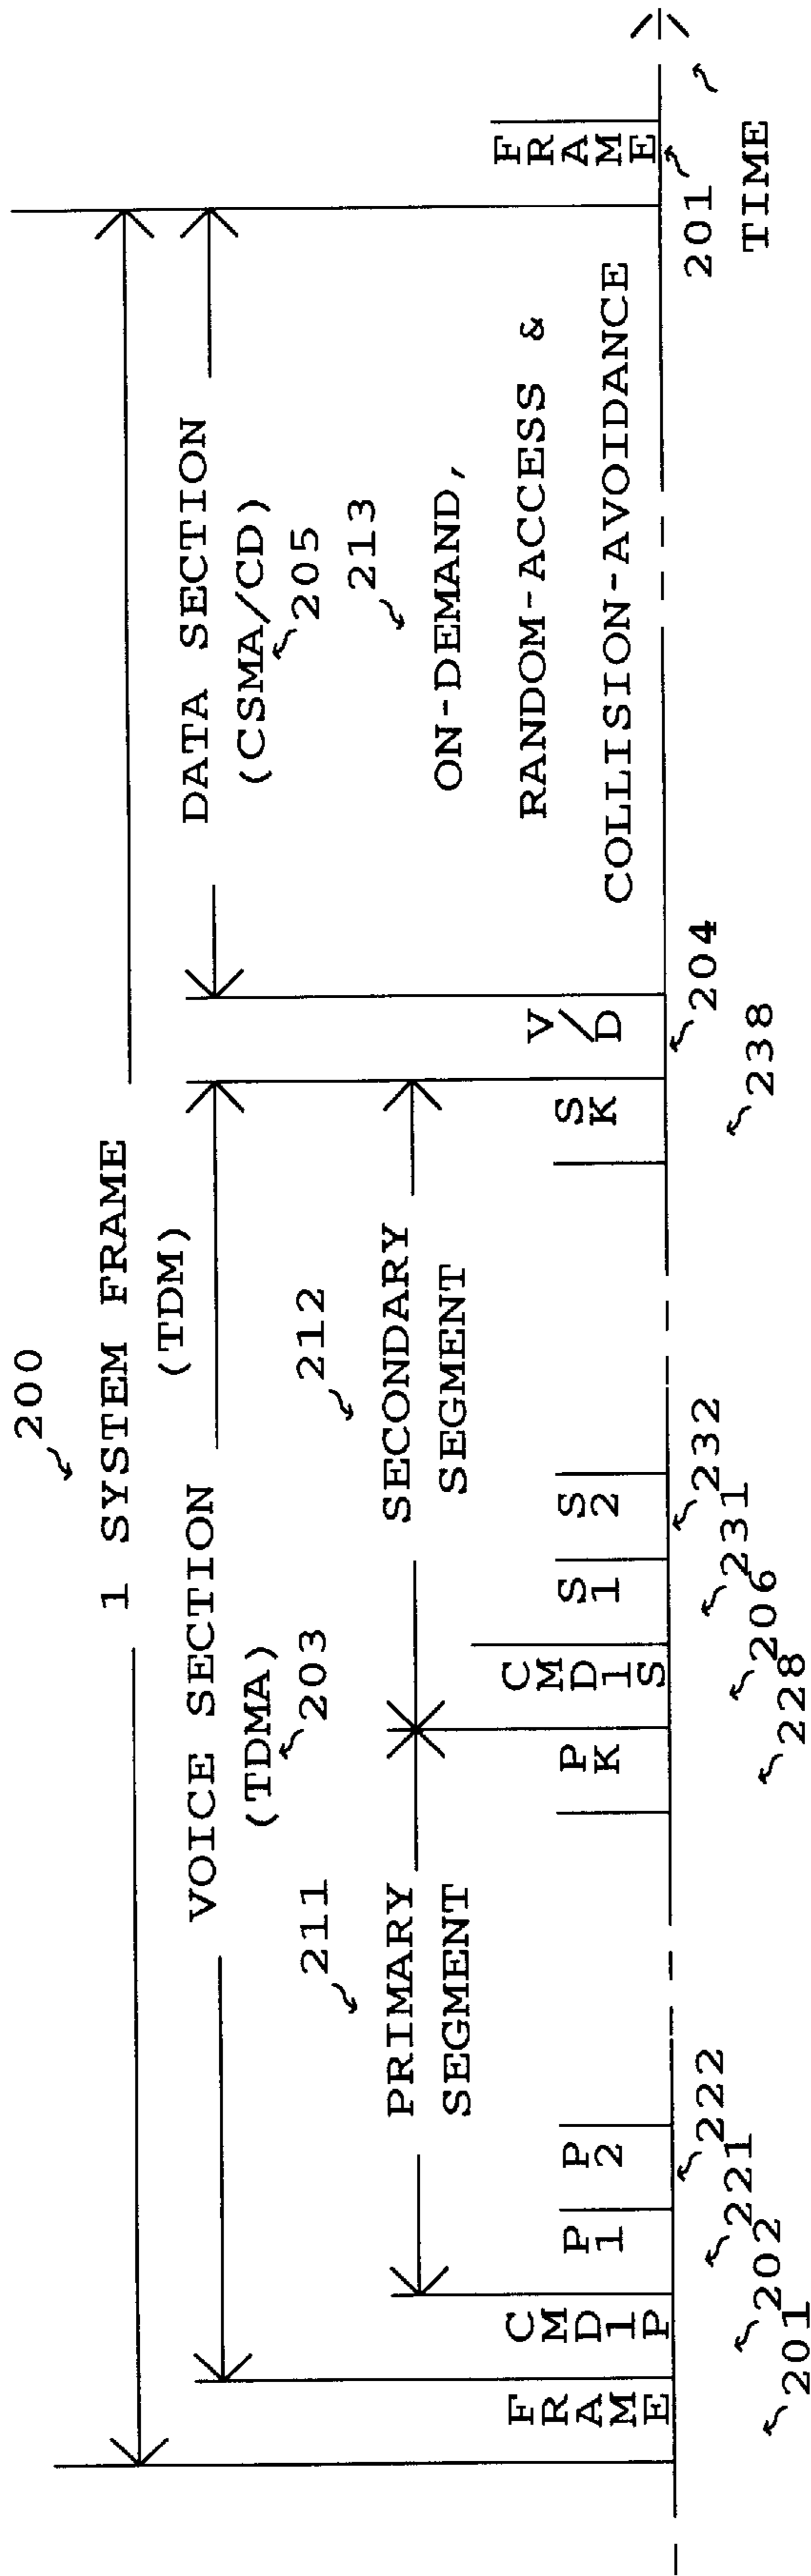 200
1 SYSTEM FRAME
(TDM)
VOICE SECTION
(TDMA)
203
DATA SECTION
(CSMA/CD)
205
211
PRIMARY
SEGMENT
212
SECONDARY
SEGMENT
213
ON-DEMAND,
RANDOM-ACCESS &
COLLISION-AVOIDANCE
FRAME
CMD1P
P1
P2
PK
CMD1S
S1
S2
SK
V/D
FRAME
201
202
221
222
228
206
231
232
238
204
201
TIME